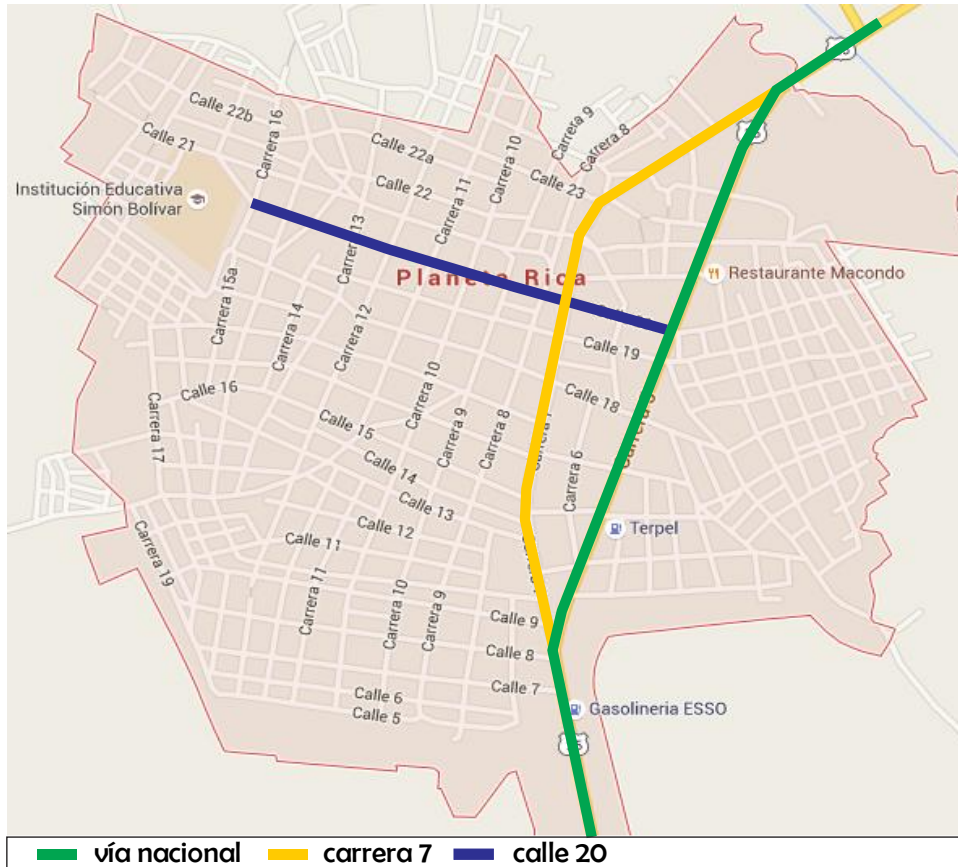 Carrera 9
Carrera 8
Calle 22b
Carrera 16
Calle 21
Calle 22a
Carrera 10
Calle 22
Carrera 11
Calle 23
Institución Educativa
Simón Bolívar
Carrera 13
Planeta Rica
Restaurante Macondo
Carrera 15a
Carrera 14
Carrera 12
Calle 19
Calle 16
Carrera 10
Calle 18
Carrera 17
Calle 15
Carrera 9
Carrera 8
Carrera 6
Calle 14
Calle 13
Calle 12
Terpel
Calle 11
Carrera 19
Carrera 11
Carrera 10
Carrera 9
Calle 9
Calle 8
Calle 7
Calle 6
Calle 5
Gasolineria ESSO
vía nacional carrera 7 calle 20